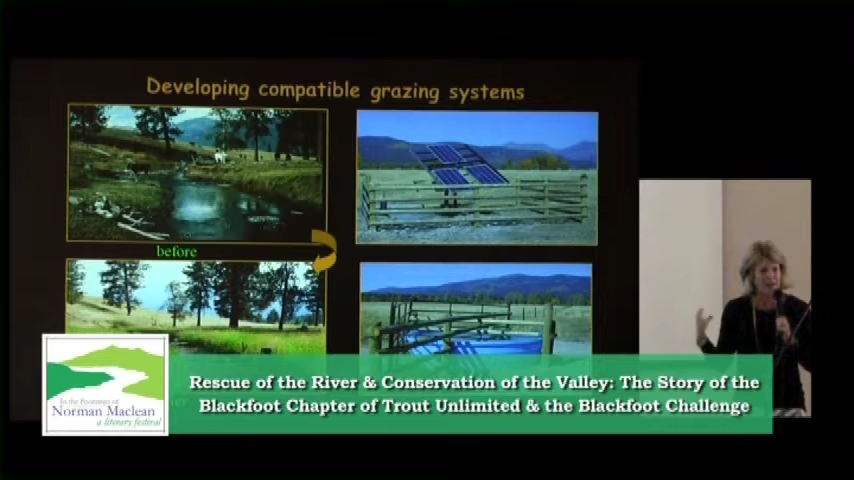 Developing compatible grazing systems
before
In the Footsteps of
Norman Maclean
a literary festival
Rescue of the River & Conservation of the Valley: The Story of the
Blackfoot Chapter of Trout Unlimited & the Blackfoot Challenge